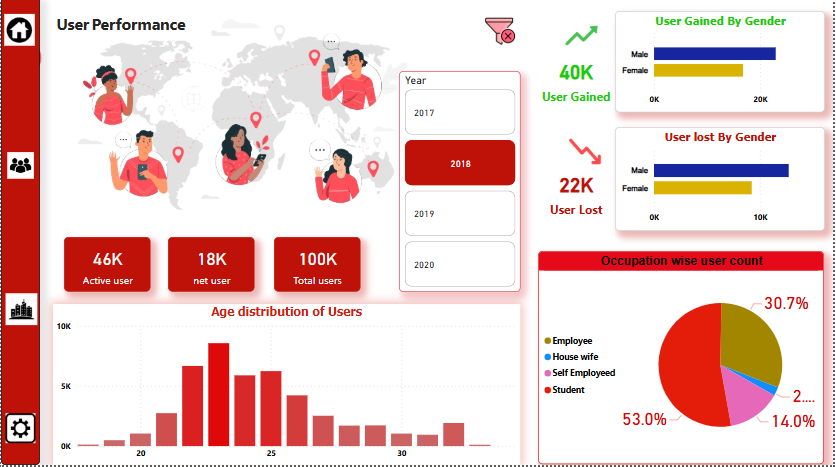 User Performance
Year
2017
2018
2019
2020
46K
Active user
18K
net user
100K
Total users
40K
User Gained
22K
User Lost
User Gained By Gender
Male
Female
0K
20K
User lost By Gender
Male
Female
0K
10K
Age distribution of Users
10K
5K
0K
20
25
30
Occupation wise user count
Employee
House wife
Self Employeed
Student
30.7%
2....
14.0%
53.0%